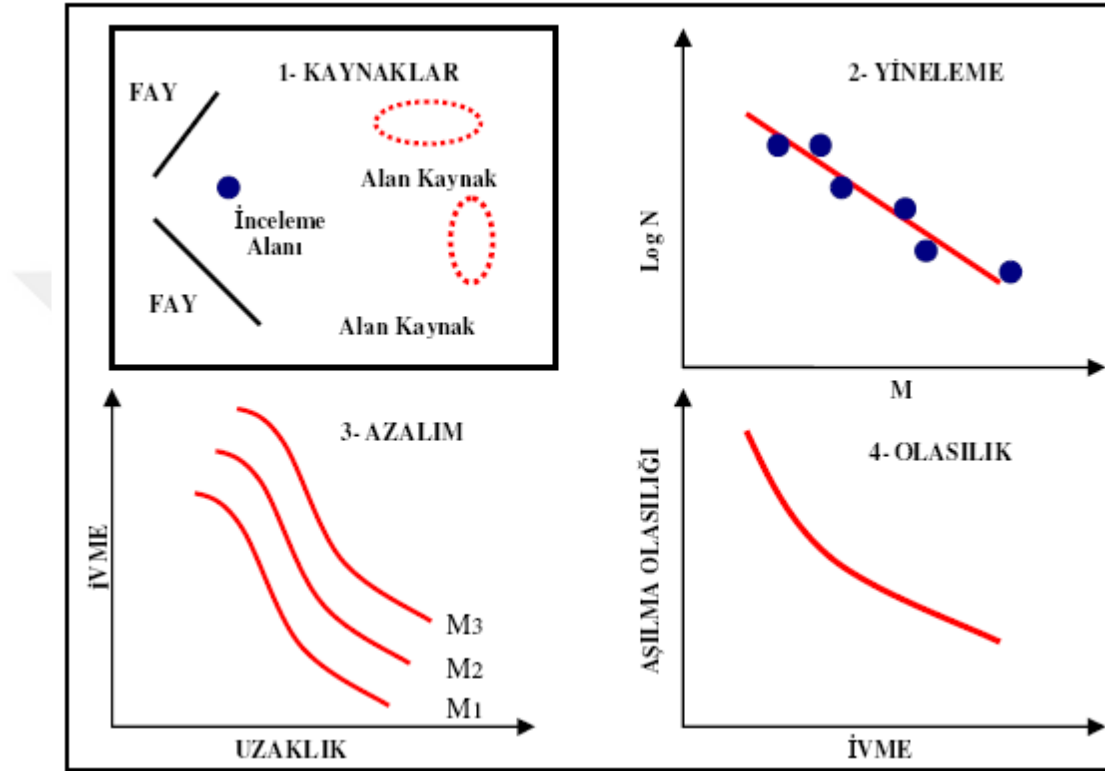 1- KAYNAKLAR
FAY
Alan Kaynak
İnceleme
Alanı
FAY
Alan Kaynak
2- YİNELEME
Log N
M
3- AZALIM
İVME
M3
M2
M1
UZAKLIK
4- OLASILIK
AŞILMA OLASILIĞI
İVME